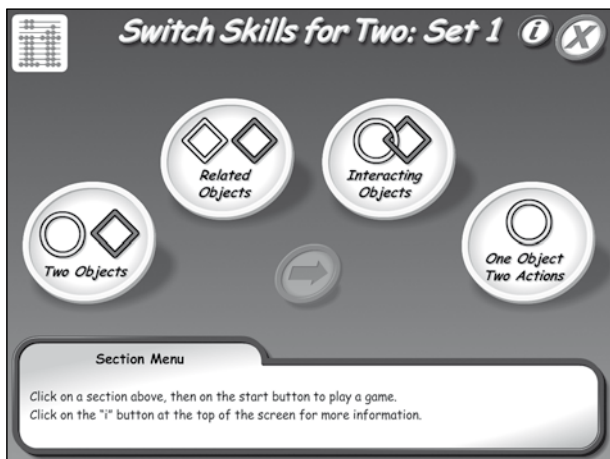 Switch Skills for Two: Set 1 i X
Related
Objects
Interacting
Objects
Two Objects
One Object
Two Actions
Section Menu
Click on a section above, then on the start button to play a game.
Click on the "i" button at the top of the screen for more information.